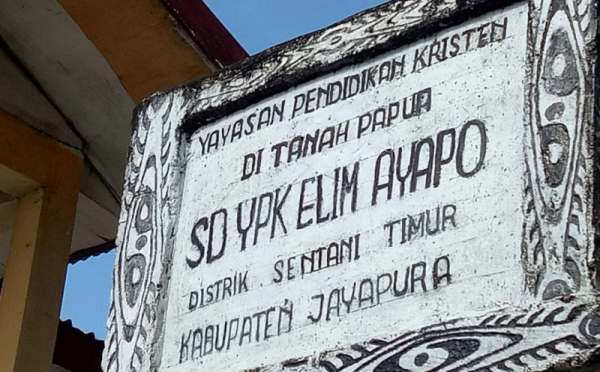 YAYASAN PENDIDIKAN KRISTEN
DI TANAH PAPUA
SD YPK ELIM AYAPO
DISTRIK SENTANI TIMUR
KABUPATEN JAYAPURA